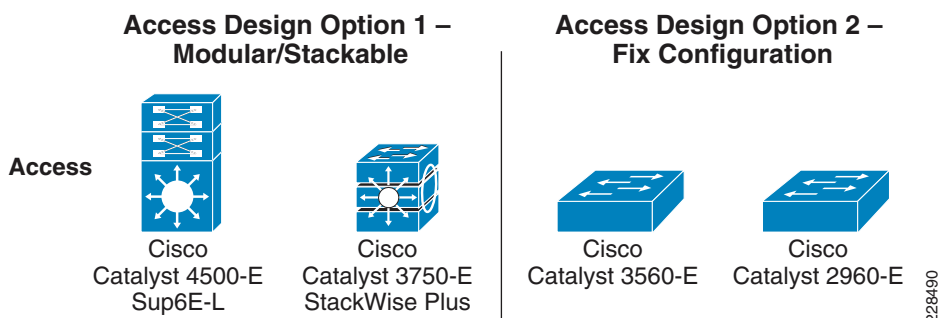 Access Design Option 1 –
Modular/Stackable
Access Design Option 2 –
Fix Configuration
Access
Cisco
Catalyst 4500-E
Sup6E-L
Cisco
Catalyst 3750-E
StackWise Plus
Cisco
Catalyst 3560-E
Cisco
Catalyst 2960-E
228490